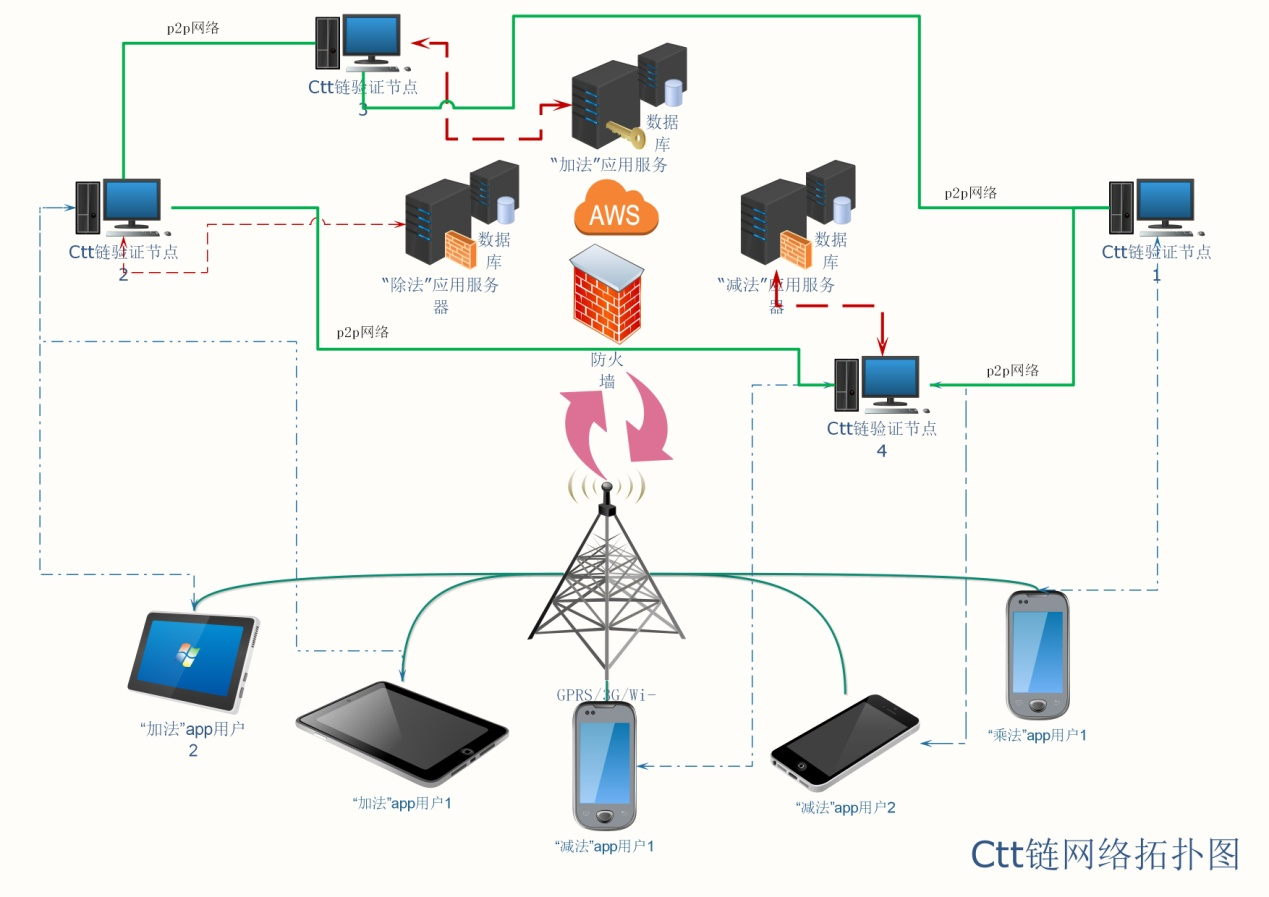 p2p网络
Ctt链验证节点
3
数据
库
“加法”应用服务
AWS
p2p网络
Ctt链验证节点
2
数据
库
“除法”应用服务
器
数据
库
“减法”应用服务
器
Ctt链验证节点
1
p2p网络
防火
墙
p2p网络
Ctt链验证节点
4
GPRS/3G/Wi-
“加法”app用户
2
“加法”app用户1
“减法”app用户1
“减法”app用户2
“乘法”app用户1
Ctt链网络拓扑图